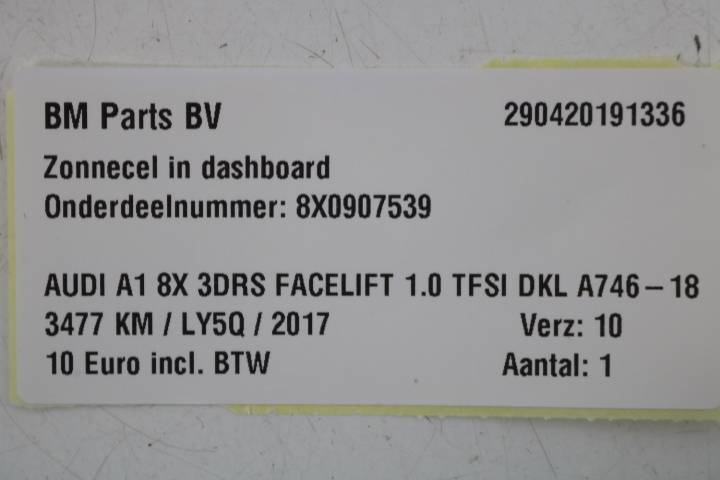 BM Parts BV 290420191336
Zonnecel in dashboard
Onderdeelnummer: 8X0907539
AUDI A1 8X 3DRS FACELIFT 1.0 TFSI DKL A746-18
3477 KM / LY5Q / 2017 Verz: 10
10 Euro incl. BTW Aantal: 1